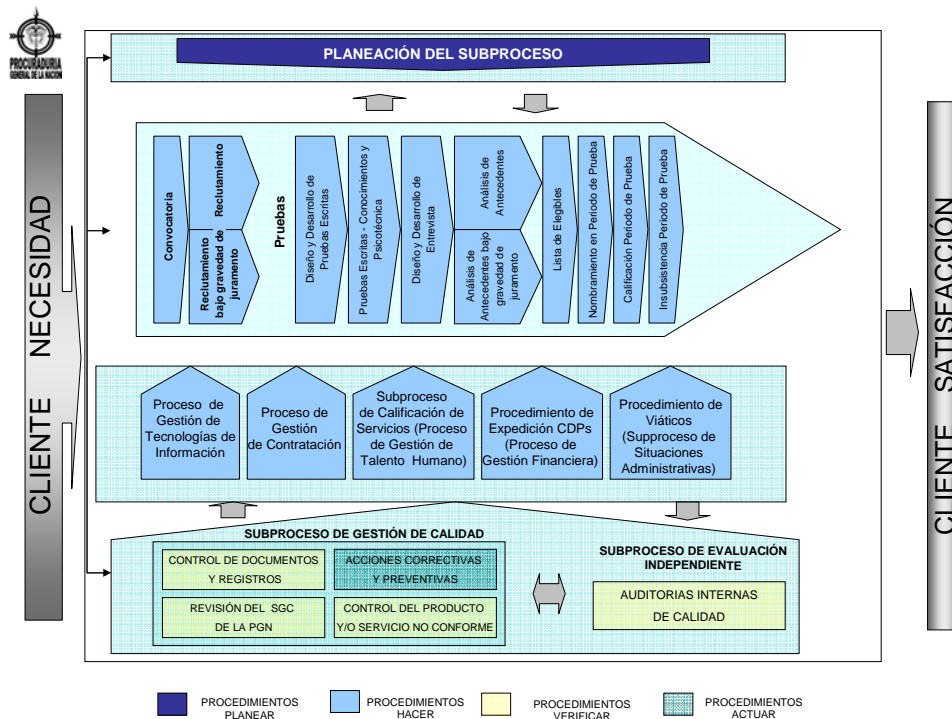 PROCURADURIA
GENERAL DE LA NACION
PLANEACIÓN DEL SUBPROCESO
CLIENTE NECESIDAD
Convocatoria
Reclutamiento
Reclutamiento
bajo gravedad de
juramento
Pruebas
Diseño y Desarrollo de
Pruebas Escritas
Pruebas Escritas - Conocimientos y
Psicotécnica
Diseño y Desarrollo de
Entrevista
Análisis de
Antecedentes
Análisis de
Antecedentes bajo
gravedad de
juramento
Lista de Elegibles
Nombramiento en Periodo de Prueba
Calificación Periodo de Prueba
Insubsistencia Periodo de Prueba
CLIENTE SATISFACCIÓN
Proceso de
Gestión de
Tecnologías de
Información
Proceso de
Gestión
de Contratación
Subproceso
de Calificación de
Servicios (Proceso
de Gestión de
Talento Humano)
Procedimiento de
Expedición CDPs
(Proceso de
Gestión Financiera)
Procedimiento de
Viáticos
(Supproceso de
Situaciones
Administrativas)
SUBPROCESO DE GESTIÓN DE CALIDAD
CONTROL DE DOCUMENTOS
Y REGISTROS
ACCIONES CORRECTIVAS
Y PREVENTIVAS
REVISIÓN DEL SGC
DE LA PGN
CONTROL DEL PRODUCTO
Y/O SERVICIO NO CONFORME
SUBPROCESO DE EVALUACIÓN
INDEPENDIENTE
AUDITORIAS INTERNAS
DE CALIDAD
PROCEDIMIENTOS
PLANEAR
PROCEDIMIENTOS
HACER
PROCEDIMIENTOS
VERIFICAR
PROCEDIMIENTOS
ACTUAR